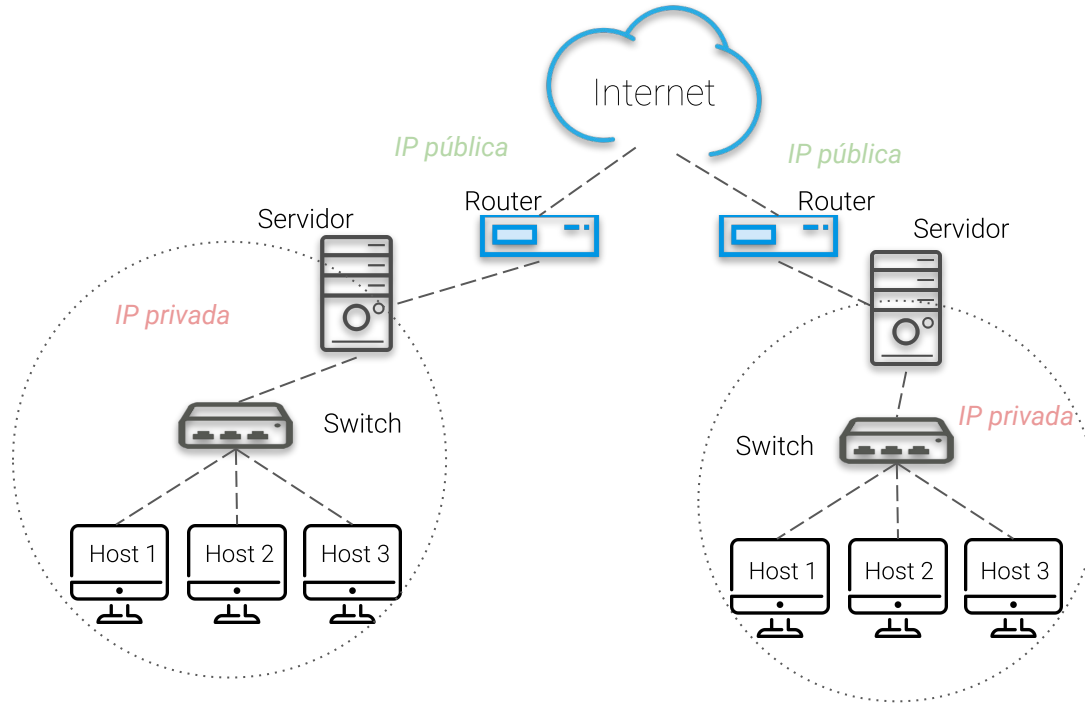 Internet
IP pública
IP pública
Router
Router
Servidor
Servidor
IP privada
IP privada
Switch
Switch
Host 1
Host 2
Host 3
Host 1
Host 2
Host 3